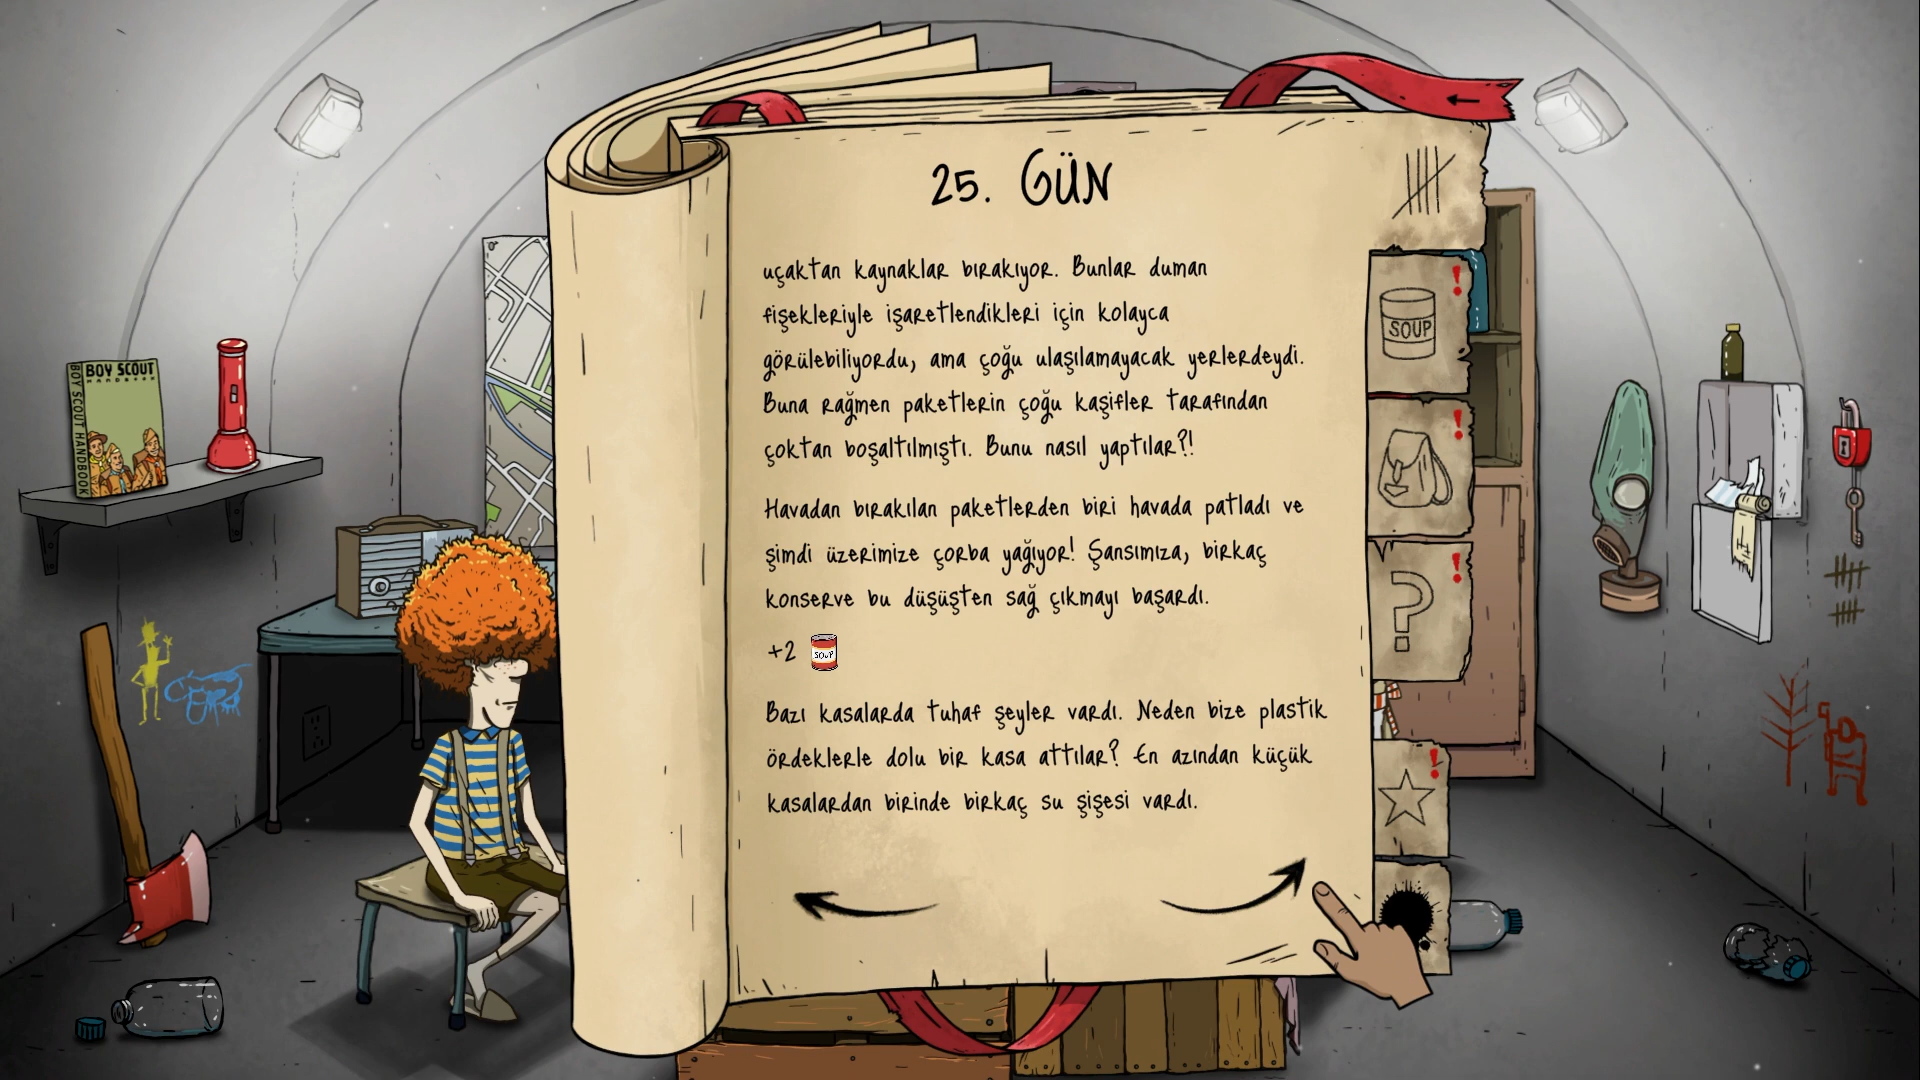 25. GÜN
uçaktan kaynaklar bırakıyor. Bunlar duman
fişekleriyle işaretlendikleri için kolayca
görülebiliyordu, ama çoğu ulaşılamayacak yerlerdeydi.
Buna rağmen paketlerin çoğu kaşifler tarafından
çoktan boşaltılmıştı. Bunu nasıl yaptılar?!
Havadan bırakılan paketlerden biri havada patladı ve
şimdi üzerimize çorba yağıyor! Şansımıza, birkaç
konserve bu düşüşten sağ çıkmayı başardı.
+2 SOUP
Bazı kasalarda tuhaf şeyler vardı. Neden bize plastik
ördeklerle dolu bir kasa attılar? En azından küçük
kasalardan birinde birkaç su şişesi vardı.
!
SOUP
!
!
?
!
BOY SCOUT
HANDBOOK
BOY SCOUT HANDBOOK